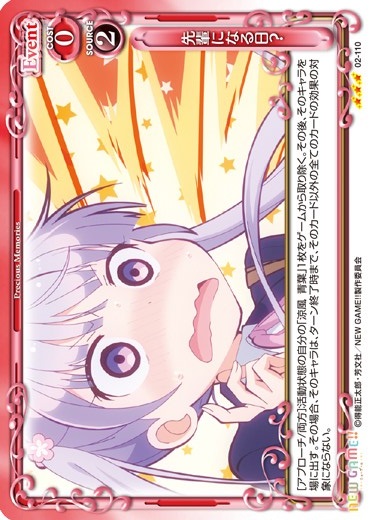 Event
COST
0
SOURCE
2
先輩になる日?
02-110
Precious Memories
[アプローチ/両方]:活動状態の自分の「涼風 青葉」1枚をゲームから取り除く。その後、そのキャラを
場に出す。その場合、そのキャラは、ターン終了時まで、そのカード以外の全てのカードの効果の対
象にならない。
©得能正太郎・芳文社/NEW GAME!!製作委員会
NEW GAME!!